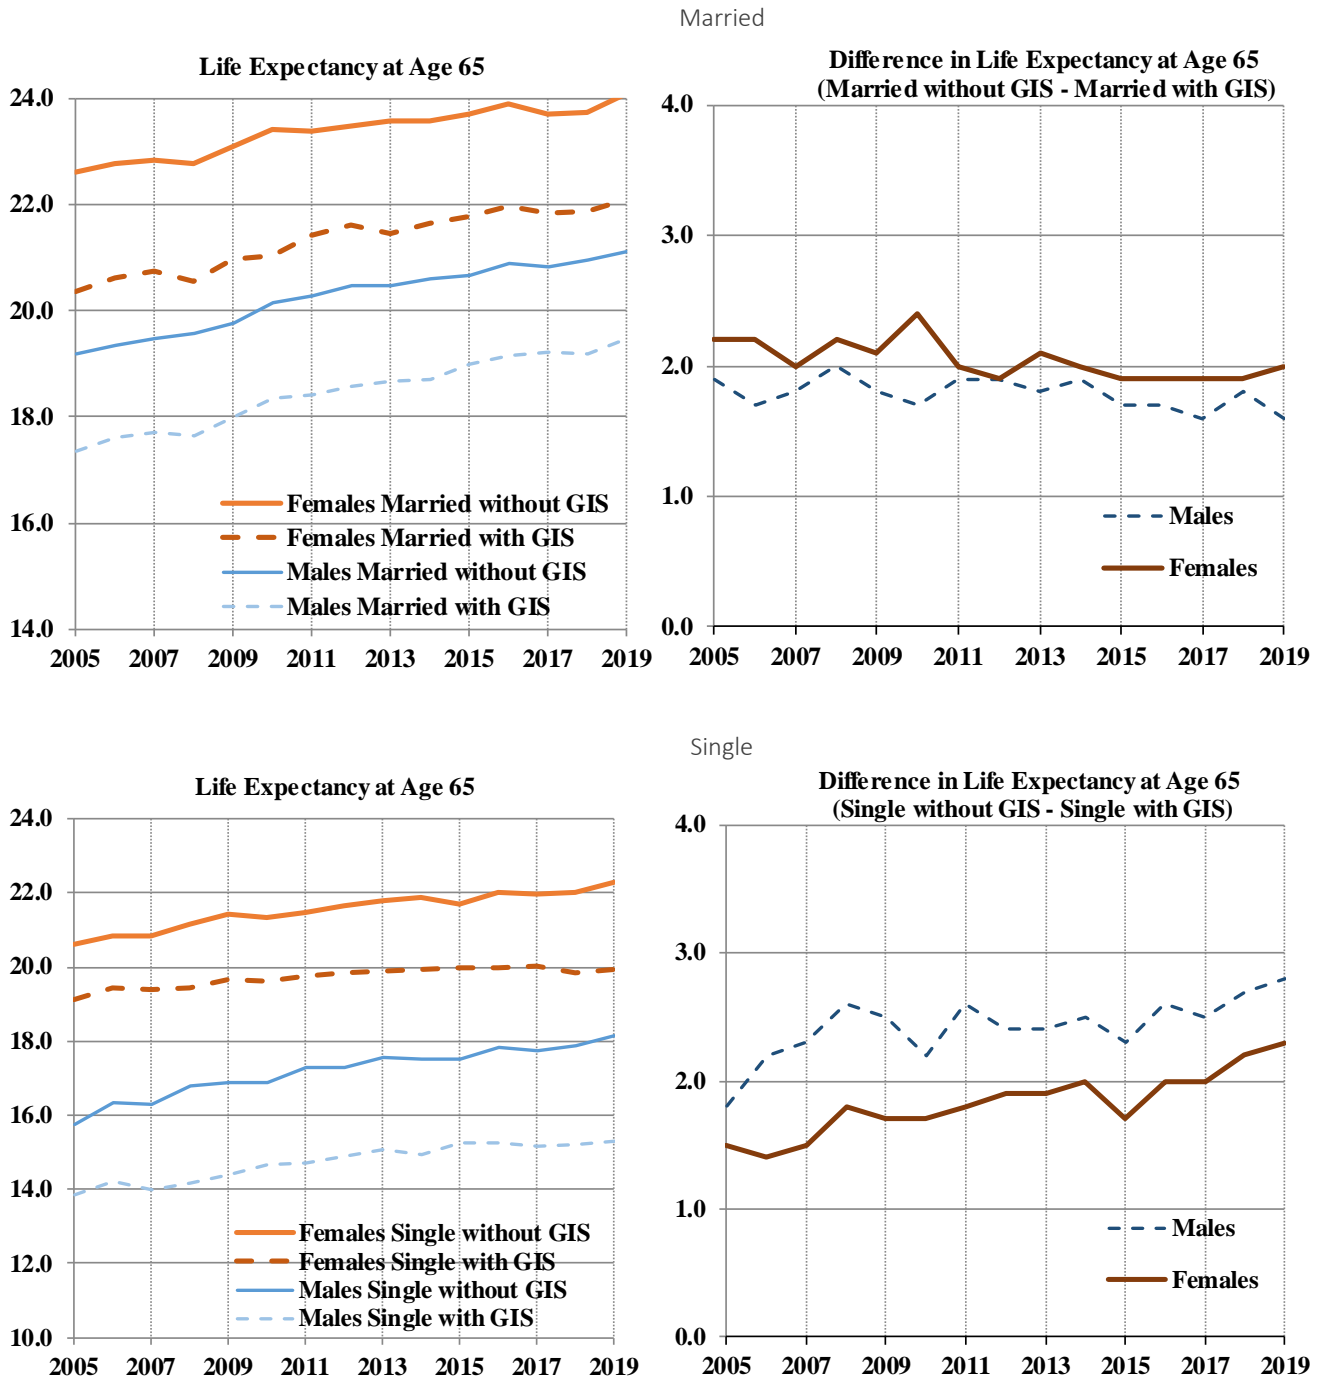 Married
Life Expectancy at Age 65
24.0
22.0
20.0
18.0
16.0
14.0
2005 2007 2009 2011 2013 2015 2017 2019
Females Married without GIS
Females Married with GIS
Males Married without GIS
Males Married with GIS
Difference in Life Expectancy at Age 65
(Married without GIS - Married with GIS)
4.0
3.0
2.0
1.0
0.0
2005 2007 2009 2011 2013 2015 2017 2019
Males
Females
Single
Life Expectancy at Age 65
24.0
22.0
20.0
18.0
16.0
14.0
12.0
10.0
2005 2007 2009 2011 2013 2015 2017 2019
Females Single without GIS
Females Single with GIS
Males Single without GIS
Males Single with GIS
Difference in Life Expectancy at Age 65
(Single without GIS - Single with GIS)
4.0
3.0
2.0
1.0
0.0
2005 2007 2009 2011 2013 2015 2017 2019
Males
Females